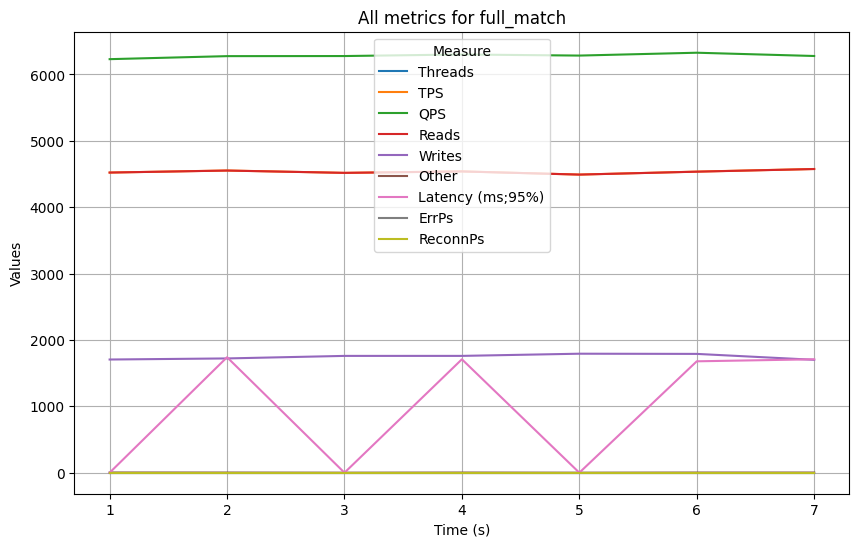 All metrics for full_match
Measure
Threads
TPS
QPS
Reads
Writes
Other
Latency (ms;95%)
ErrPs
ReconnPs
Values
6000
5000
4000
3000
2000
1000
0
1 2 3 4 5 6 7
Time (s)